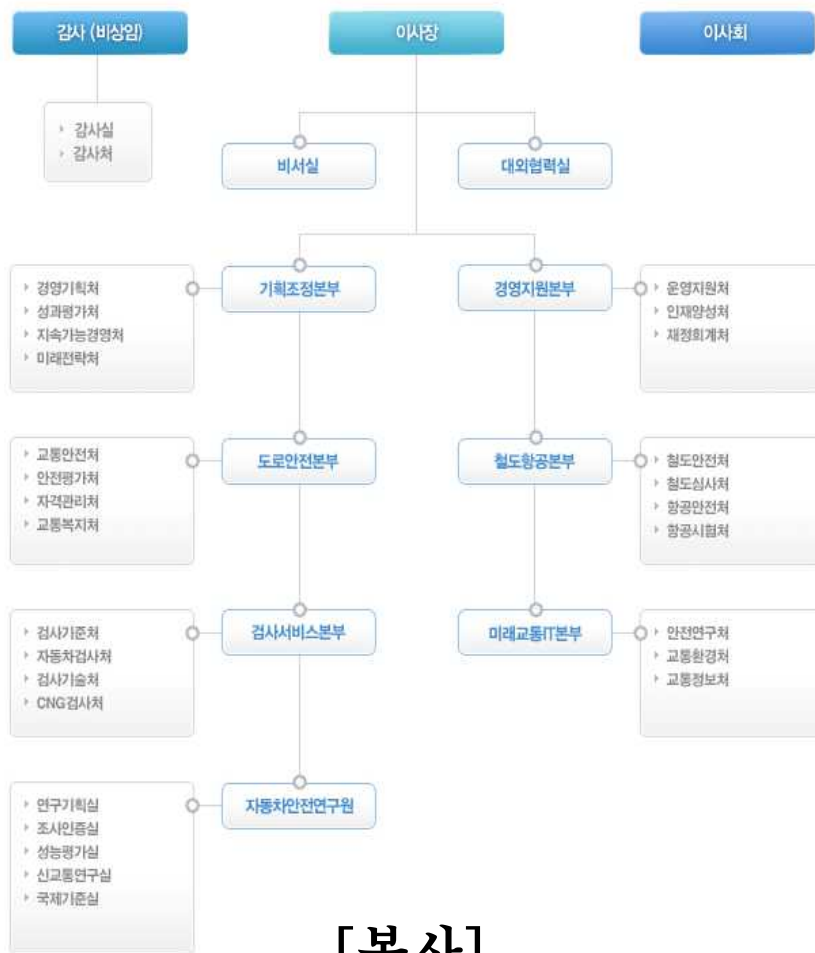 감사 (비상임)
이사장
이사회
감사실
감사처
비서실
대외협력실
경영기획처
성과평가처
지속가능경영처
미래전략처
기획조정본부
경영지원본부
운영지원처
인재양성처
재정회계처
교통안전처
안전평가처
자격관리처
교통복지처
도로안전본부
철도항공본부
철도안전처
철도심사처
항공안전처
항공시험처
검사기준처
자동차검사처
검사기술처
CNG검사처
검사서비스본부
미래교통IT본부
안전연구처
교통환경처
교통정보처
연구기획실
조사인증실
성능평가실
신교통연구실
국제기준실
자동차안전연구원
[본사]